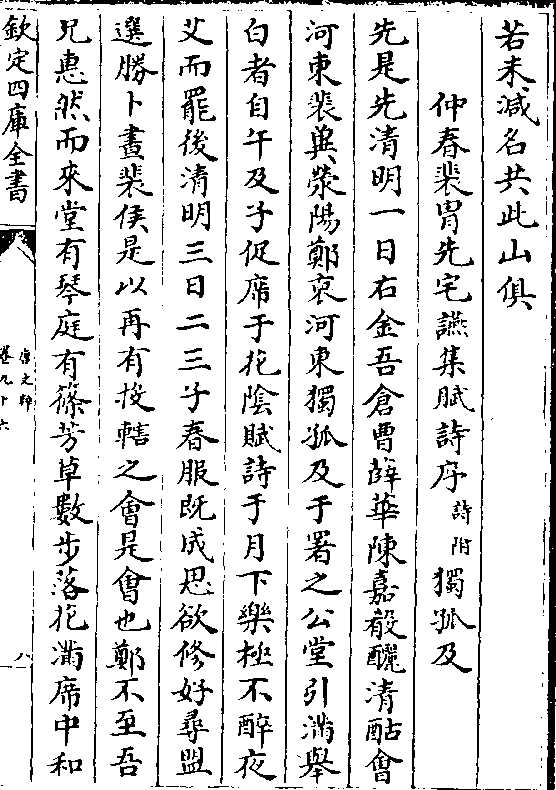 若未減名共此山俱
仲春裴冑先宅讌集賦詩序 詩附 獨孤及
先是先清明一日右金吾倉曹薛華陳嘉殽釃清酤會
河東裴兾滎陽鄭裒河東獨孤及于署之公堂引滿舉
白者自午及子促席于花陰賦詩于月下樂極不醉夜
艾而罷後清明三日二三子春服既成思欲修好尋盟
選勝卜晝裴侯是以再有投轄之會是會也鄭不至吾
兄惠然而來堂有琴庭有篠芳草數步落花滿席中和
欽定四庫全書
唐文粹
卷九十六
八